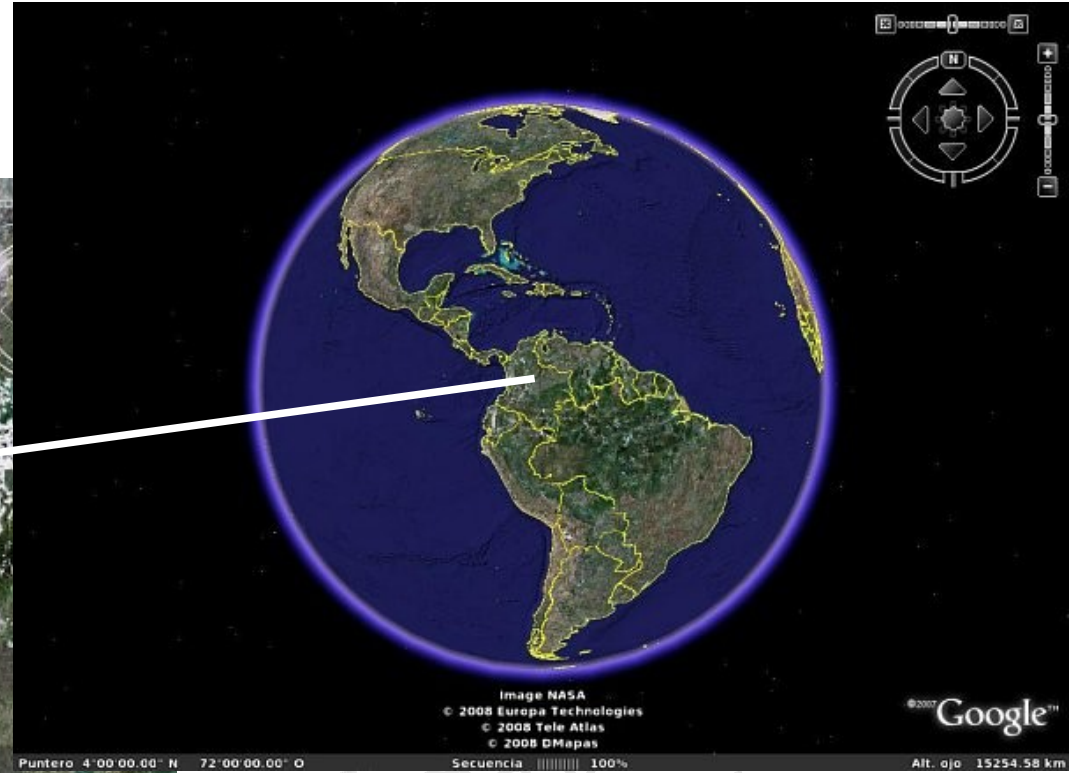 N
Image NASA
© 2008 Europa Technologies
© 2008 Tele Atlas
© 2008 DMapas
©2007 Google™
Puntero 4°00'00.00" N 72°00'00.00" O Secuencia |||||||||| 100% Alt. ojo 15254.58 km